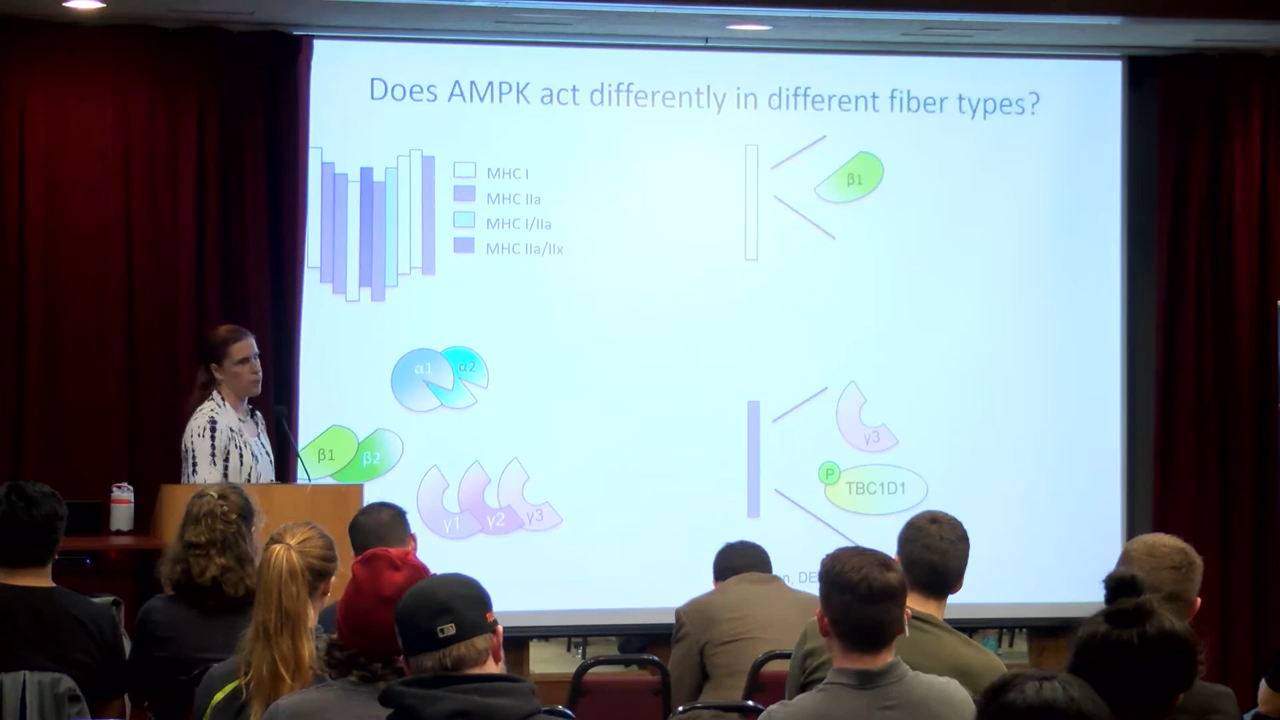 Does AMPK act differently in different fiber types?
MHC I
MHC IIa
MHC I/IIa
MHC IIa/IIx
β1
α1
α2
β1
β2
γ1
γ2
γ3
γ3
P
TBC1D1